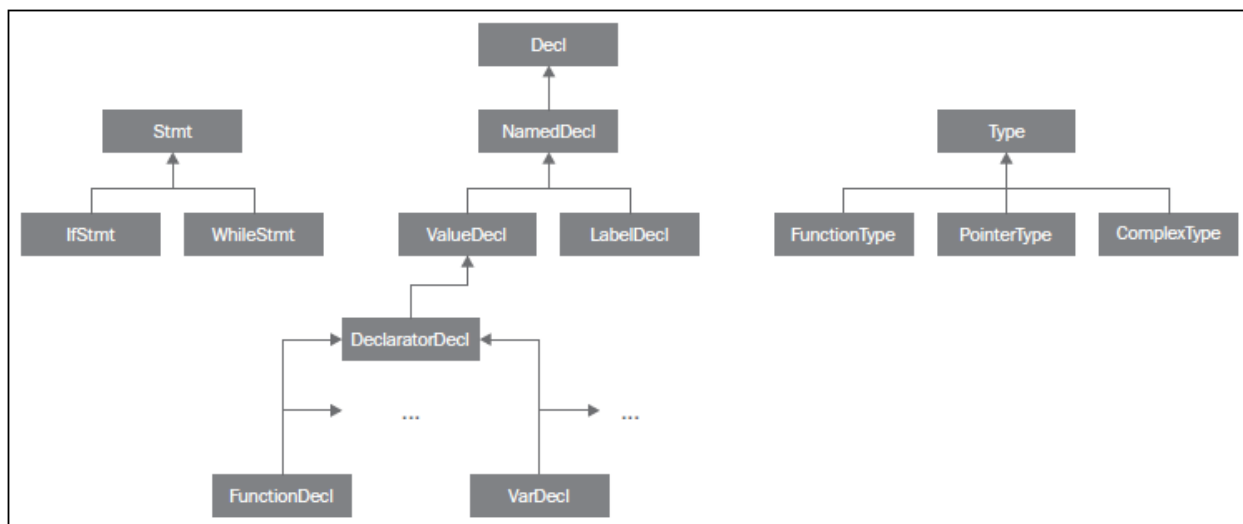 Decl
Stmt
NamedDecl
Type
IfStmt
WhileStmt
ValueDecl
LabelDecl
FunctionType
PointerType
ComplexType
DeclaratorDecl
...
...
FunctionDecl
VarDecl